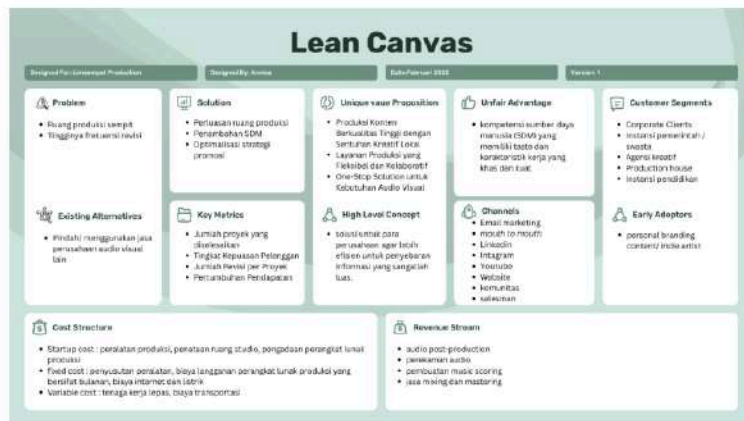 Lean Canvas
Designed For: Limaempat Production
Designed By: Annisa
Date: Februari 2025
Version: 1
Problem
• Ruang produksi sempit
• Tingginya frekuensi revisi
Existing Alternatives
• Pindah/ menggunakan jasa
perusahaan audio visual
lain
Solution
• Perluasan ruang produksi
• Penambahan SDM
• Optimalisasi strategi
promosi
Key Metrics
• Jumlah proyek yang
diselesaikan
• Tingkat Kepuasan Pelanggan
• Jumlah Revisi per Proyek
• Pertumbuhan Pendapatan
Unique value Proposition
• Produksi Konten
Berkualitas Tinggi dengan
Sentuhan Kreatif Lokal
• Layanan Produksi yang
Fleksibel dan Kolaboratif
• One-Stop Solution untuk
Kebutuhan Audio Visual
High Level Concept
• solusi untuk para
perusahaan agar lebih
efisien untuk penyebaran
informasi yang sangatlah
luas.
Unfair Advantage
• kompetensi sumber daya
manusia (SDM) yang
memiliki taste dan
karakteristik kerja yang
khas dan kuat
Channels
• Email marketing
• mouth to mouth
• Linkedin
• Intagram
• Youtube
• Website
• komunitas
• salesman
Customer Segments
• Corporate Clients
• Instansi pemerintah /
swasta
• Agensi kreatif
• Production house
• Instansi pendidikan
Early Adopters
• personal branding
content/ indie artist
Cost Structure
• Startup cost : peralatan produksi, penataan ruang studio, pengadaan perangkat lunak
produksi
• fixed cost : penyusutan peralatan, biaya langganan perangkat lunak produksi yang
bersifat bulanan, biaya internet dan listrik
• Variable cost : tenaga kerja lepas, biaya transportasi
Revenue Stream
• audio post-production
• perekaman audio
• pembuatan music scoring
• jasa mixing dan mastering